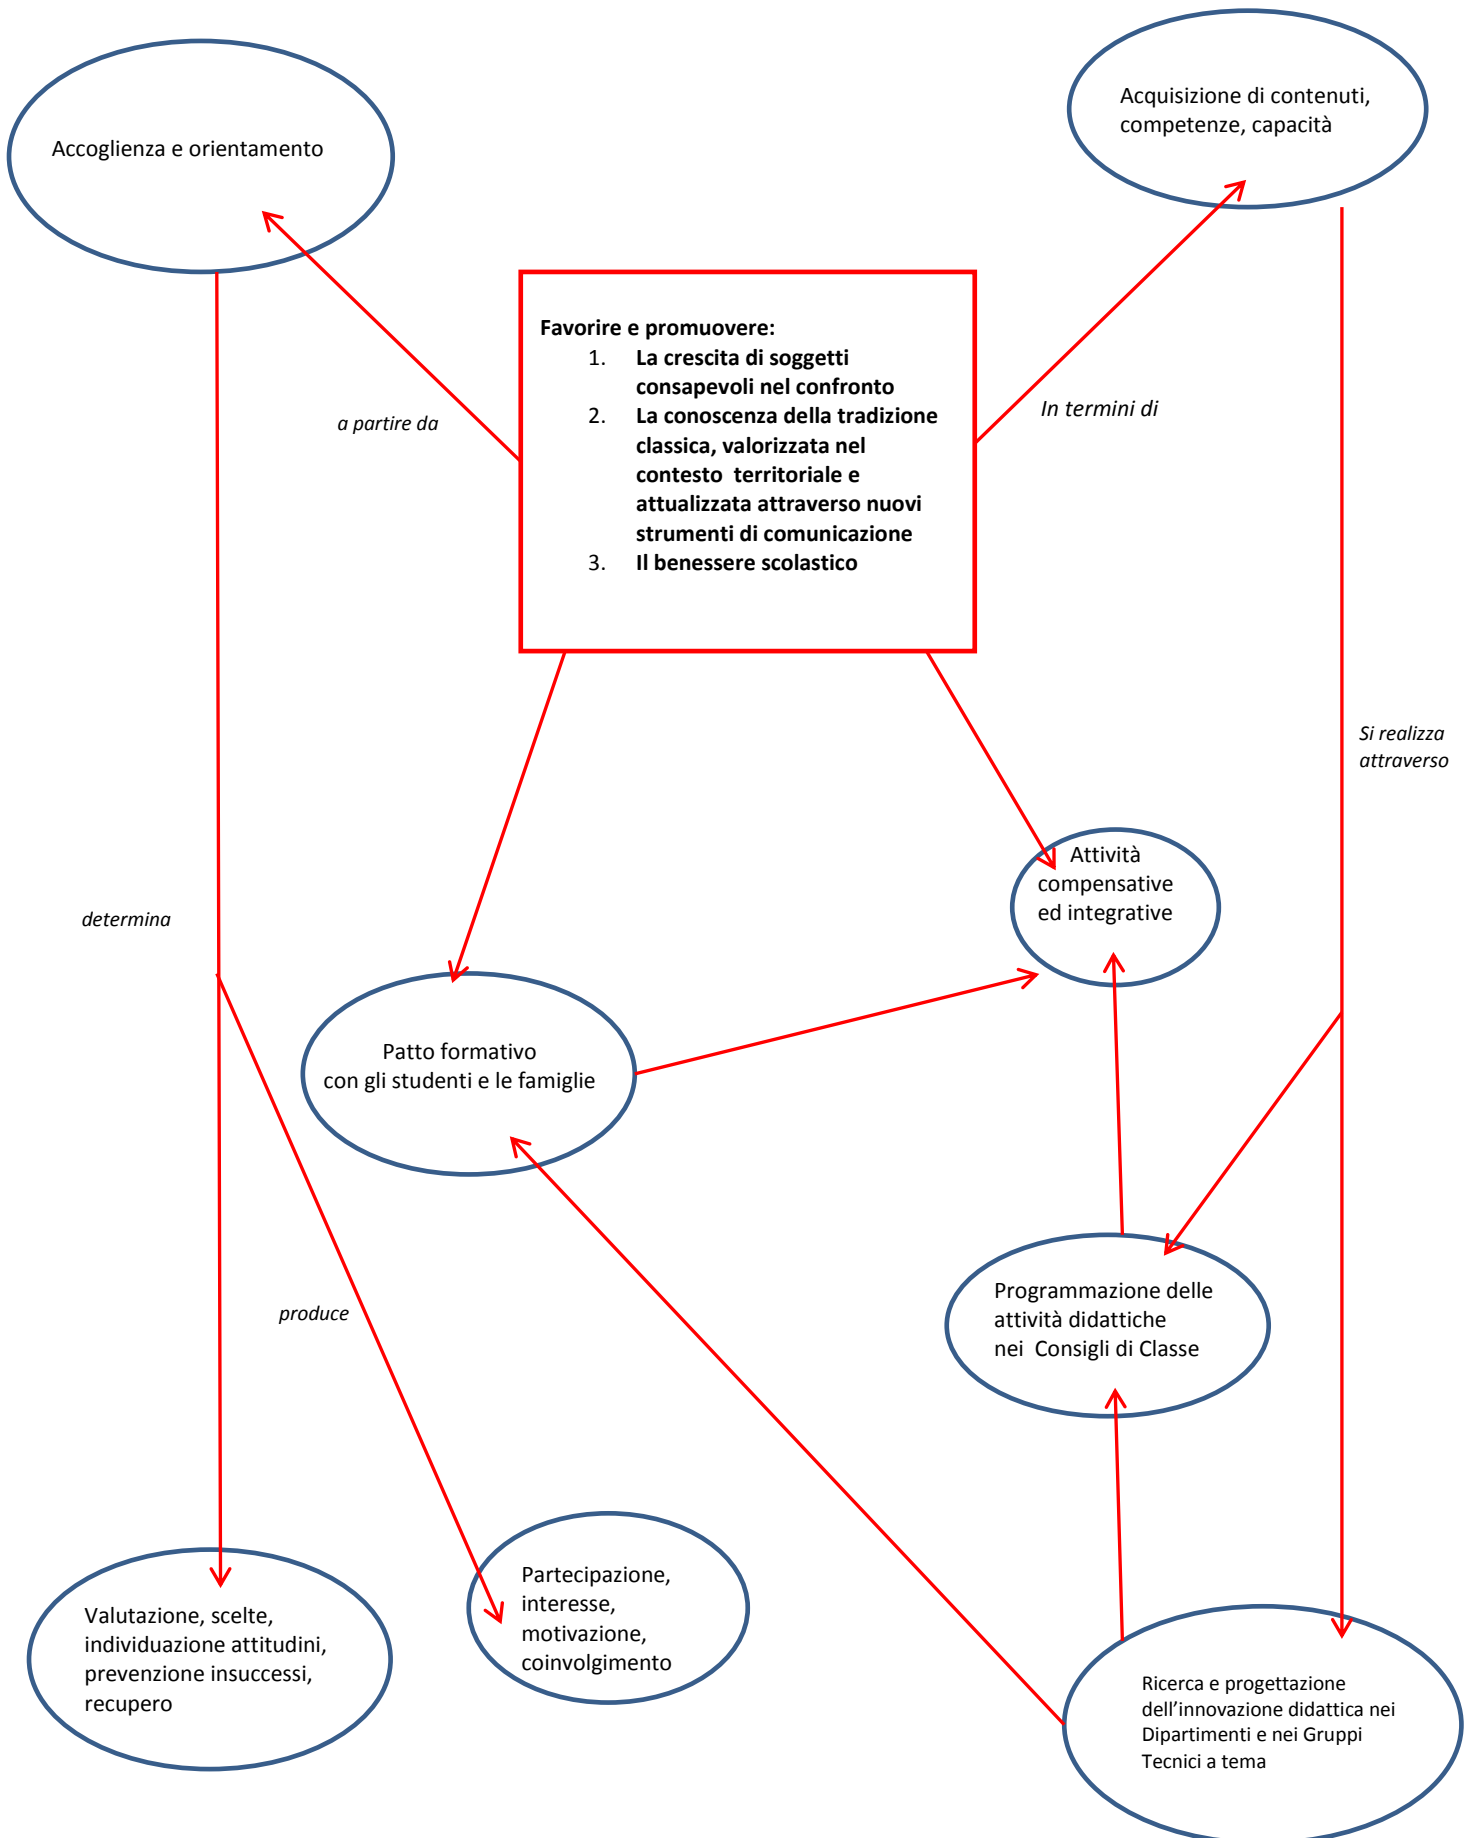 Acquisizione di contenuti,
competenze, capacità
Accoglienza e orientamento
Favorire e promuovere:
1. La crescita di soggetti
consapevoli nel confronto
2. La conoscenza della tradizione
classica, valorizzata nel
contesto territoriale e
attualizzata attraverso nuovi
strumenti di comunicazione
3. Il benessere scolastico
a partire da
In termini di
Si realizza
attraverso
Attività
compensative
ed integrative
determina
Patto formativo
con gli studenti e le famiglie
Programmazione delle
attività didattiche
nei Consigli di Classe
produce
Partecipazione,
interesse,
motivazione,
coinvolgimento
Valutazione, scelte,
individuazione attitudini,
prevenzione insuccessi,
recupero
Ricerca e progettazione
dell’innovazione didattica nei
Dipartimenti e nei Gruppi
Tecnici a tema